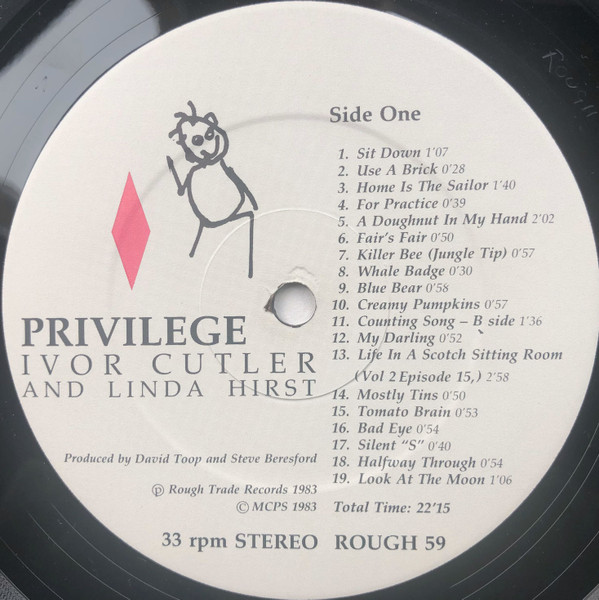 Side One
1. Sit Down 1'07
2. Use A Brick 0'28
3. Home Is The Sailor 1'40
4. For Practice 0'39
5. A Doughnut In My Hand 2'02
6. Fair's Fair 0'50
7. Killer Bee (Jungle Tip) 0'57
8. Whale Badge 0'30
9. Blue Bear 0'58
10. Creamy Pumpkins 0'57
11. Counting Song – B side 1'36
12. My Darling 0'52
13. Life In A Scotch Sitting Room
(Vol 2 Episode 15,) 2'58
14. Mostly Tins 0'50
15. Tomato Brain 0'53
16. Bad Eye 0'54
17. Silent “S” 0'40
18. Halfway Through 0'54
19. Look At The Moon 1'06
Total Time: 22'15
PRIVILEGE
IVOR CUTLER
AND LINDA HIRST
Produced by David Toop and Steve Beresford
℗ Rough Trade Records 1983
© MCPS 1983
33 rpm STEREO ROUGH 59
ROUGH